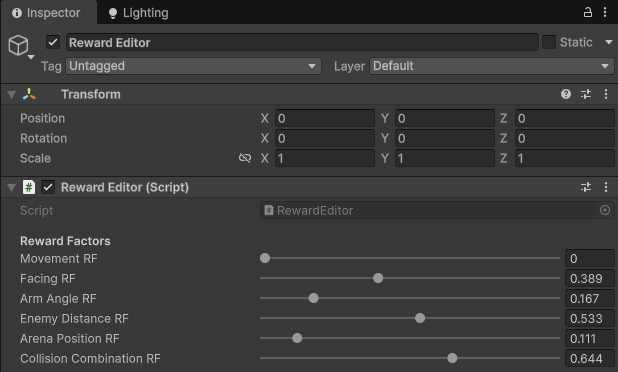 Inspector Lighting
Reward Editor Static
Tag Untagged Layer Default
Transform
Position X 0 Y 0 Z 0
Rotation X 0 Y 0 Z 0
Scale X 1 Y 1 Z 1
# Reward Editor (Script)
Script # RewardEditor
Reward Factors
Movement RF 0
Facing RF 0.389
Arm Angle RF 0.167
Enemy Distance RF 0.533
Arena Position RF 0.111
Collision Combination RF 0.644